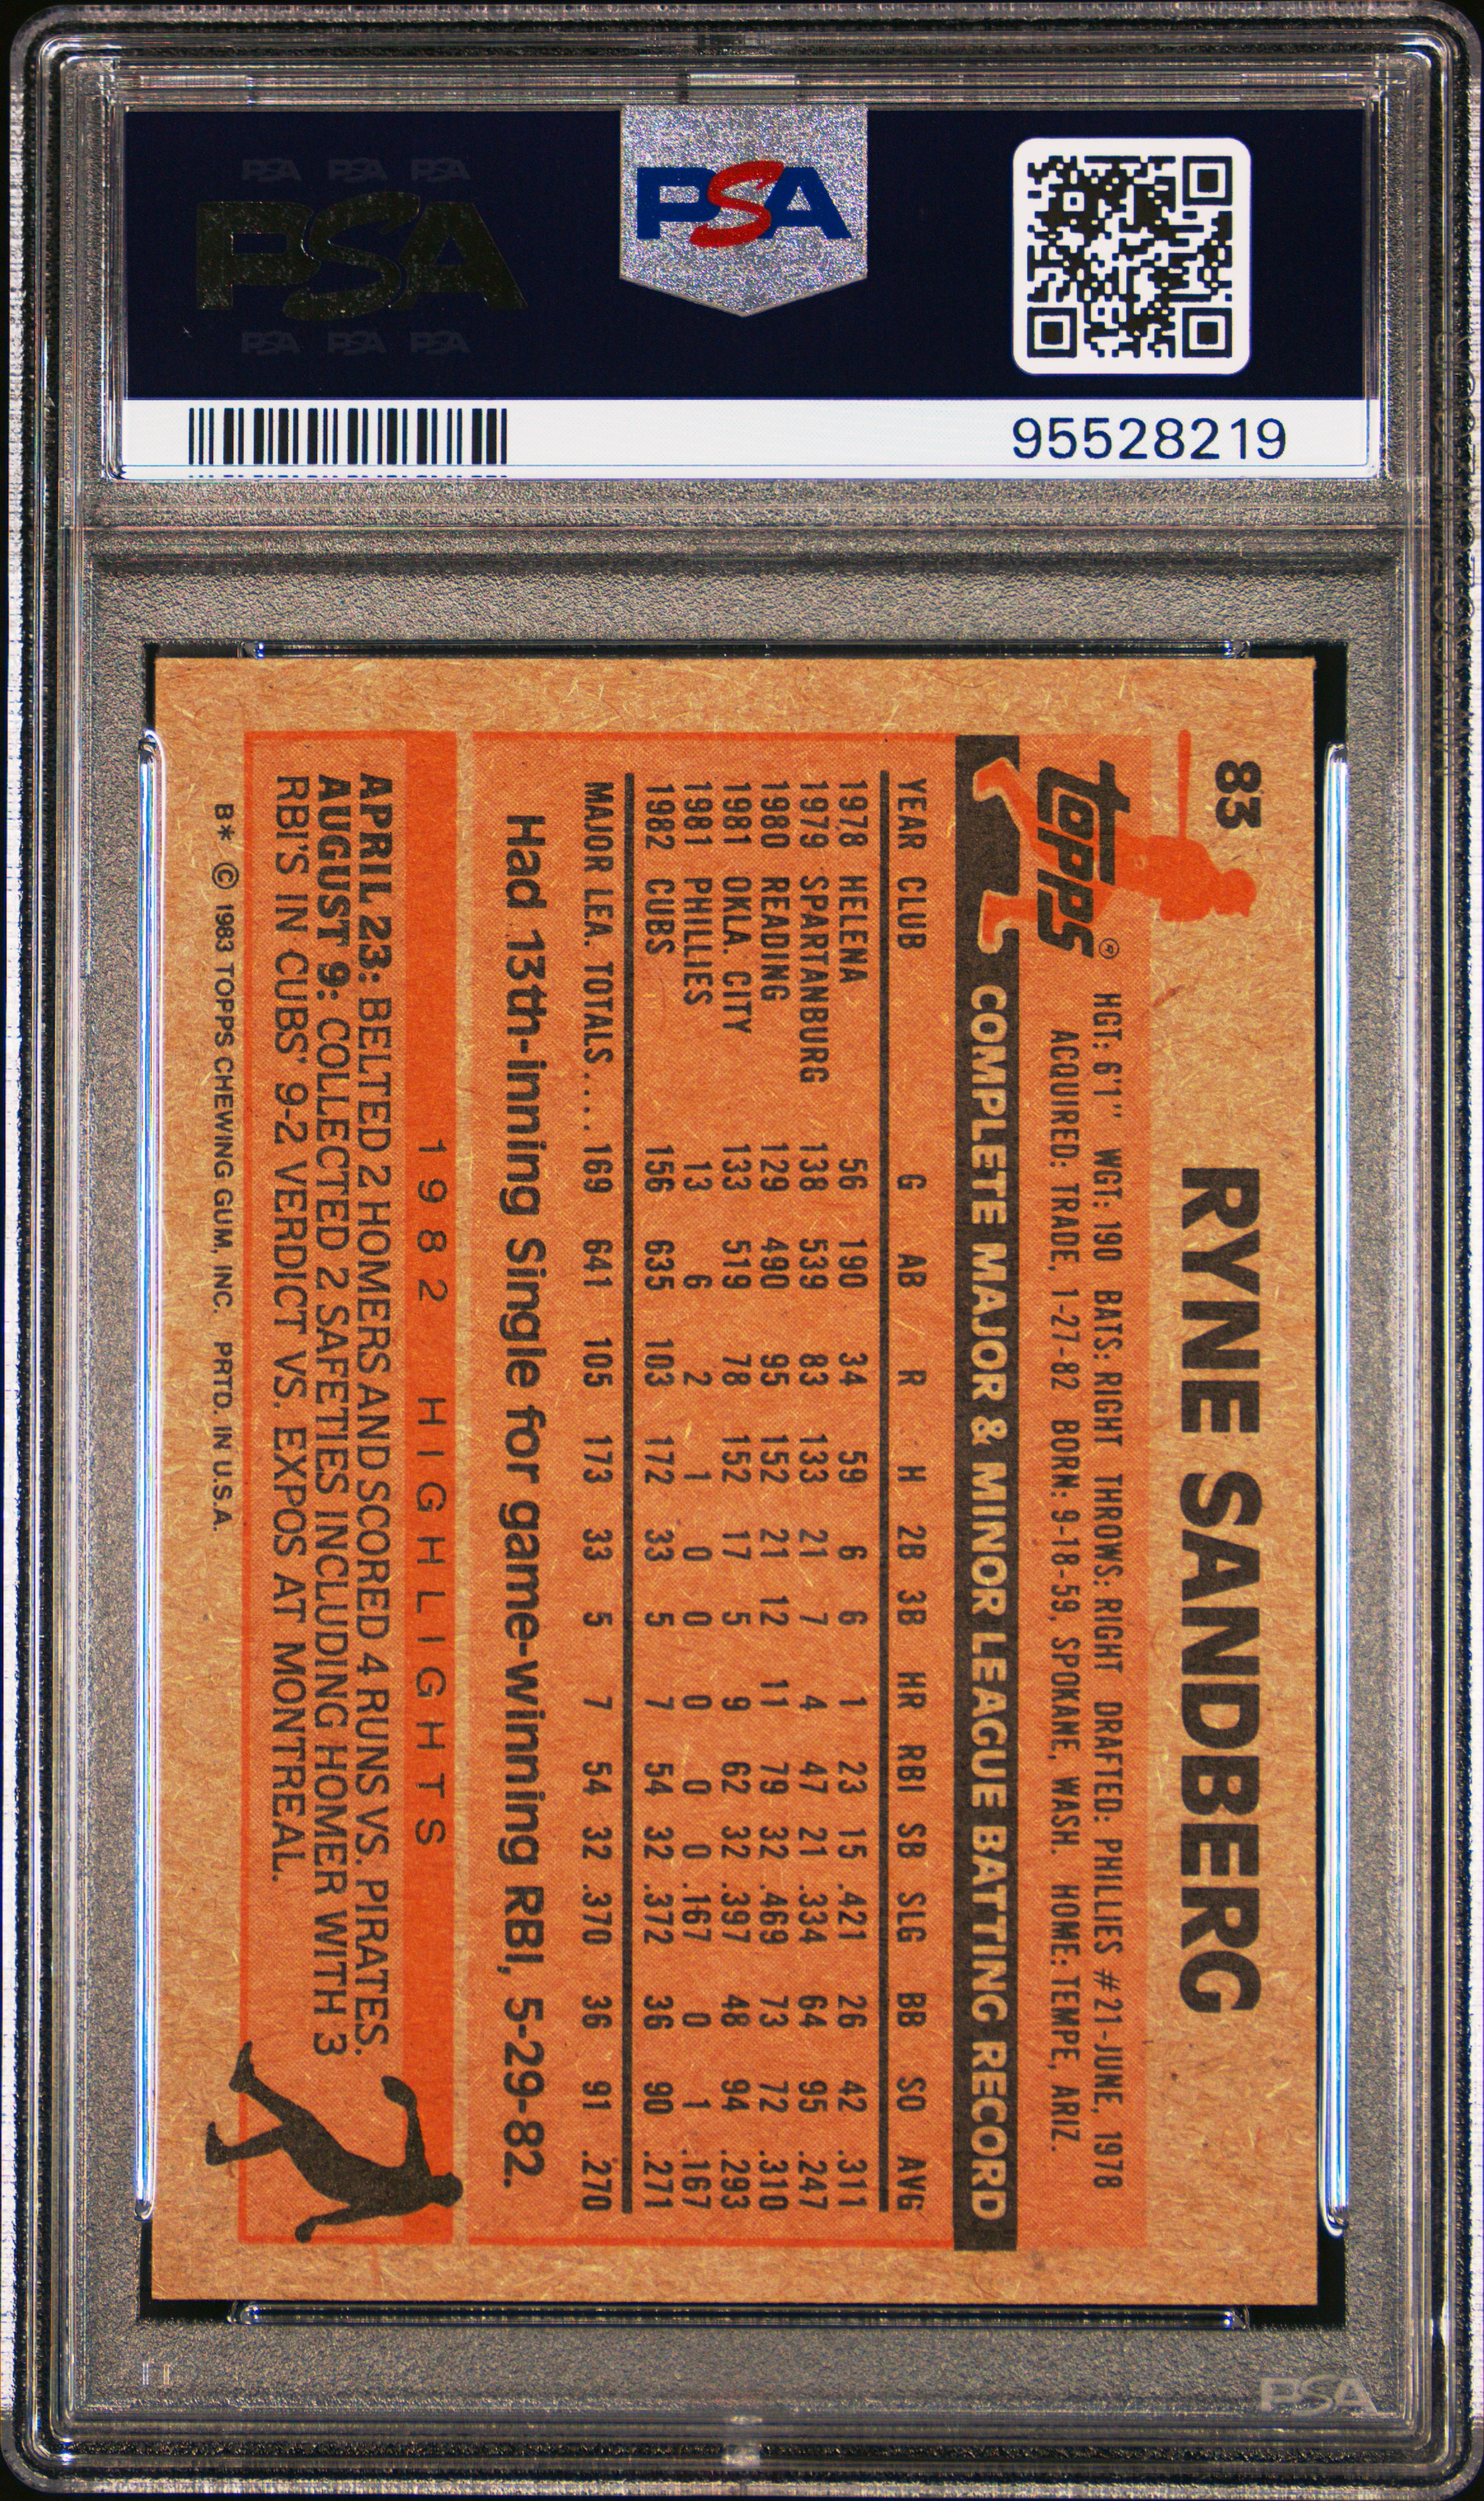 PSA PSA PSA
PSA
PSA PSA PSA
PSA
95528219
83
RYNE SANDBERG
topps®
HGT: 6'1" WGT: 190 BATS: RIGHT THROWS: RIGHT DRAFTED: PHILLIES #21-JUNE, 1978
ACQUIRED: TRADE, 1-27-82 BORN: 9-18-59, SPOKANE, WASH. HOME: TEMPE, ARIZ.
COMPLETE MAJOR & MINOR LEAGUE BATTING RECORD
YEAR CLUB G AB R H 2B 3B HR RBI SB SLG BB SO AVG
1978 HELENA 56 190 34 59 6 6 1 23 15 .421 26 42 .311
1979 SPARTANBURG 138 539 83 133 21 7 4 47 21 .334 64 95 .247
1980 READING 129 490 95 152 21 12 11 79 32 .469 73 72 .310
1981 OKLA. CITY 133 519 78 152 17 5 9 62 32 .397 48 94 .293
1981 PHILLIES 13 6 2 1 0 0 0 0 0 .167 0 1 .167
1982 CUBS 156 635 103 172 33 5 7 54 32 .372 36 90 .271
MAJOR LEA. TOTALS.... 169 641 105 173 33 5 7 54 32 .370 36 91 .270
Had 13th-inning Single for game-winning RBI, 5-29-82.
1982 HIGHLIGHTS
APRIL 23: BELTED 2 HOMERS AND SCORED 4 RUNS VS. PIRATES.
AUGUST 9: COLLECTED 2 SAFETIES INCLUDING HOMER WITH 3
RBI'S IN CUBS' 9-2 VERDICT VS. EXPOS AT MONTREAL.
B* © 1983 TOPPS CHEWING GUM, INC. PRTD. IN U.S.A.
PSA